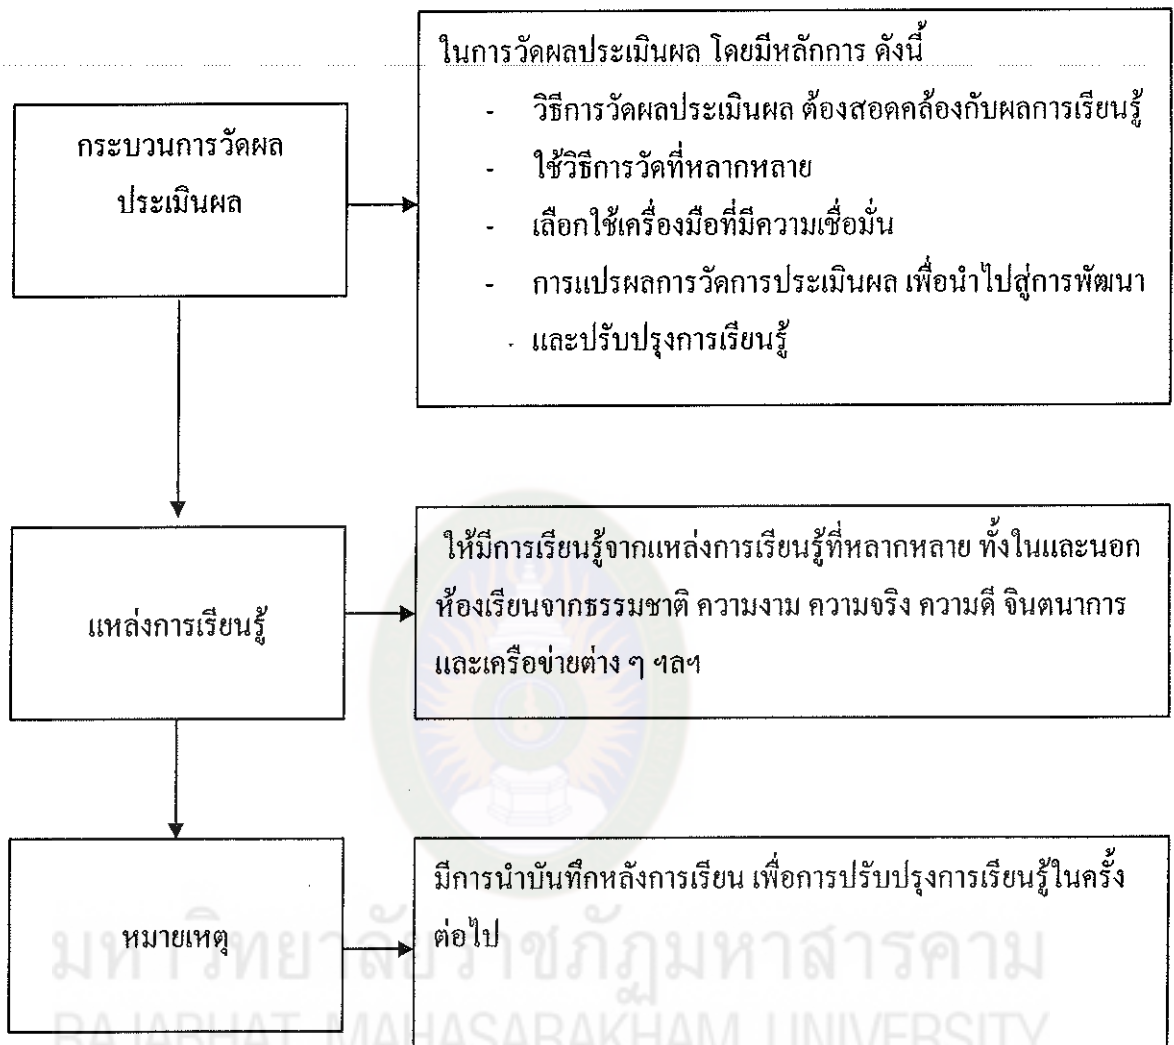 ในการวัดผลประเมินผล โดยมีหลักการ ดังนี้
กระบวนการวัดผล
ประเมินผล
- วิธีการวัดผลประเมินผล ต้องสอดคล้องกับผลการเรียนรู้
- ใช้วิธีการวัดที่หลากหลาย
- เลือกใช้เครื่องมือที่มีความเชื่อมั่น
- การแปรผลการวัดการประเมินผล เพื่อนำไปสู่การพัฒนา
และปรับปรุงการเรียนรู้
แหล่งการเรียนรู้
ให้มีการเรียนรู้จากแหล่งการเรียนรู้ที่หลากหลาย ทั้งในและนอก
ห้องเรียนจากธรรมชาติ ความงาม ความจริง ความดี จินตนาการ
และเครือข่ายต่าง ๆ ฯลฯ
หมายเหตุ
มีการนำบันทึกหลังการเรียน เพื่อการปรับปรุงการเรียนรู้ในครั้ง
ต่อไป
มหาวิทยาลัยราชภัฏมหาสารคาม
RAJABHAT MAHASARAKHAM UNIVERSITY